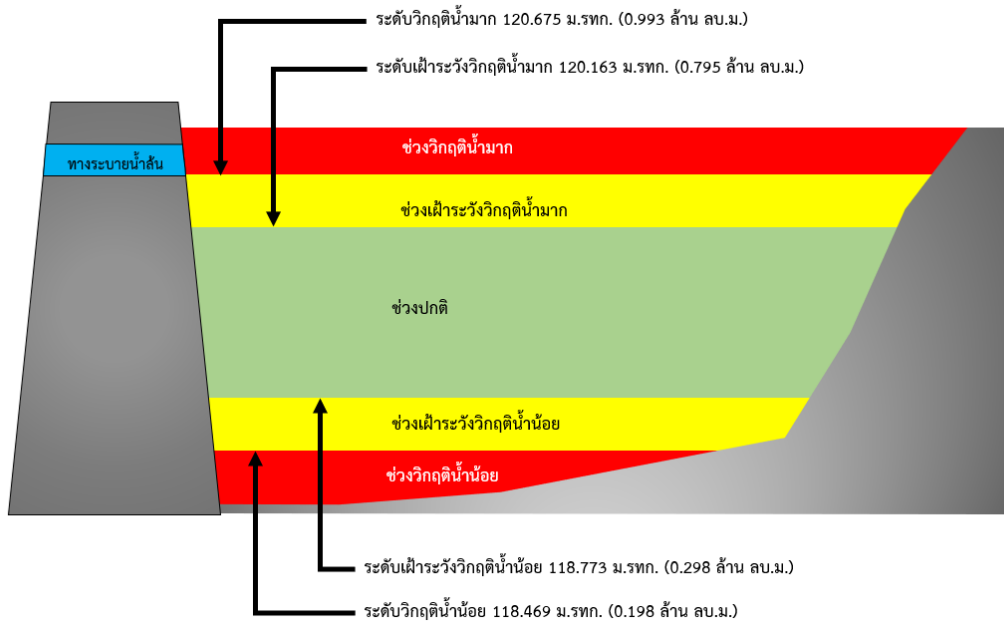 ระดับวิกฤติน้ำมาก 120.675 ม.รทก. (0.993 ล้าน ลบ.ม.)
ระดับเฝ้าระวังวิกฤติน้ำมาก 120.163 ม.รทก. (0.795 ล้าน ลบ.ม.)
ช่วงวิกฤติน้ำมาก
ทางระบายน้ำล้น
ช่วงเฝ้าระวังวิกฤติน้ำมาก
ช่วงปกติ
ช่วงเฝ้าระวังวิกฤติน้ำน้อย
ช่วงวิกฤติน้ำน้อย
ระดับเฝ้าระวังวิกฤติน้ำน้อย 118.773 ม.รทก. (0.298 ล้าน ลบ.ม.)
ระดับวิกฤติน้ำน้อย 118.469 ม.รทก. (0.198 ล้าน ลบ.ม.)